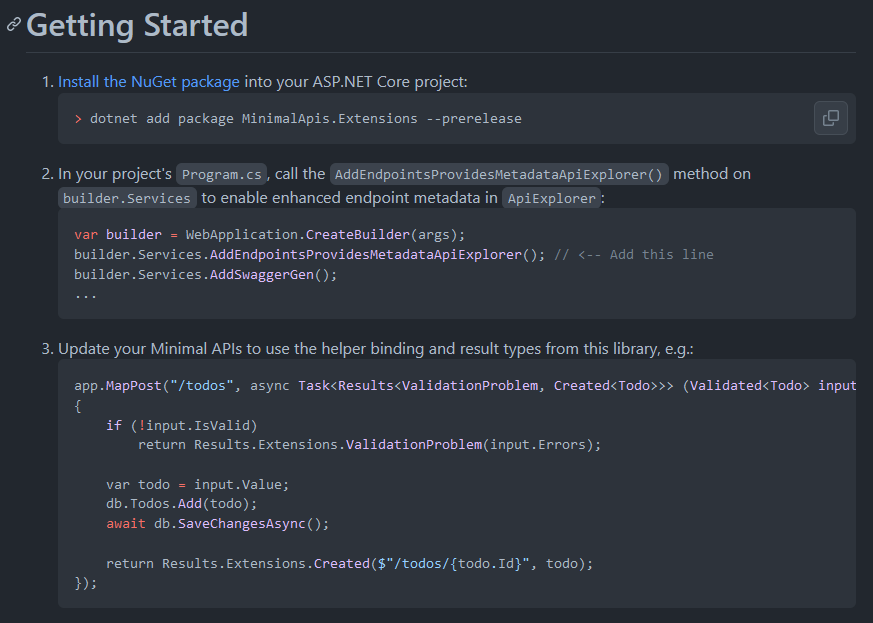 Getting Started
1. Install the NuGet package into your ASP.NET Core project:
> dotnet add package MinimalApis.Extensions --prerelease
2. In your project's Program.cs, call the AddEndpointsProvidesMetadataApiExplorer() method on
builder.Services to enable enhanced endpoint metadata in ApiExplorer:
var builder = WebApplication.CreateBuilder(args);
builder.Services.AddEndpointsProvidesMetadataApiExplorer(); // <-- Add this line
builder.Services.AddSwaggerGen();
...
3. Update your Minimal APIs to use the helper binding and result types from this library, e.g.:
app.MapPost("/todos", async Task<Results<ValidationProblem, Created<Todo>>> (Validated<Todo> input
{
    if (!input.IsValid)
        return Results.Extensions.ValidationProblem(input.Errors);
    var todo = input.Value;
    db.Todos.Add(todo);
    await db.SaveChangesAsync();
    return Results.Extensions.Created($"/todos/{todo.Id}", todo);
});